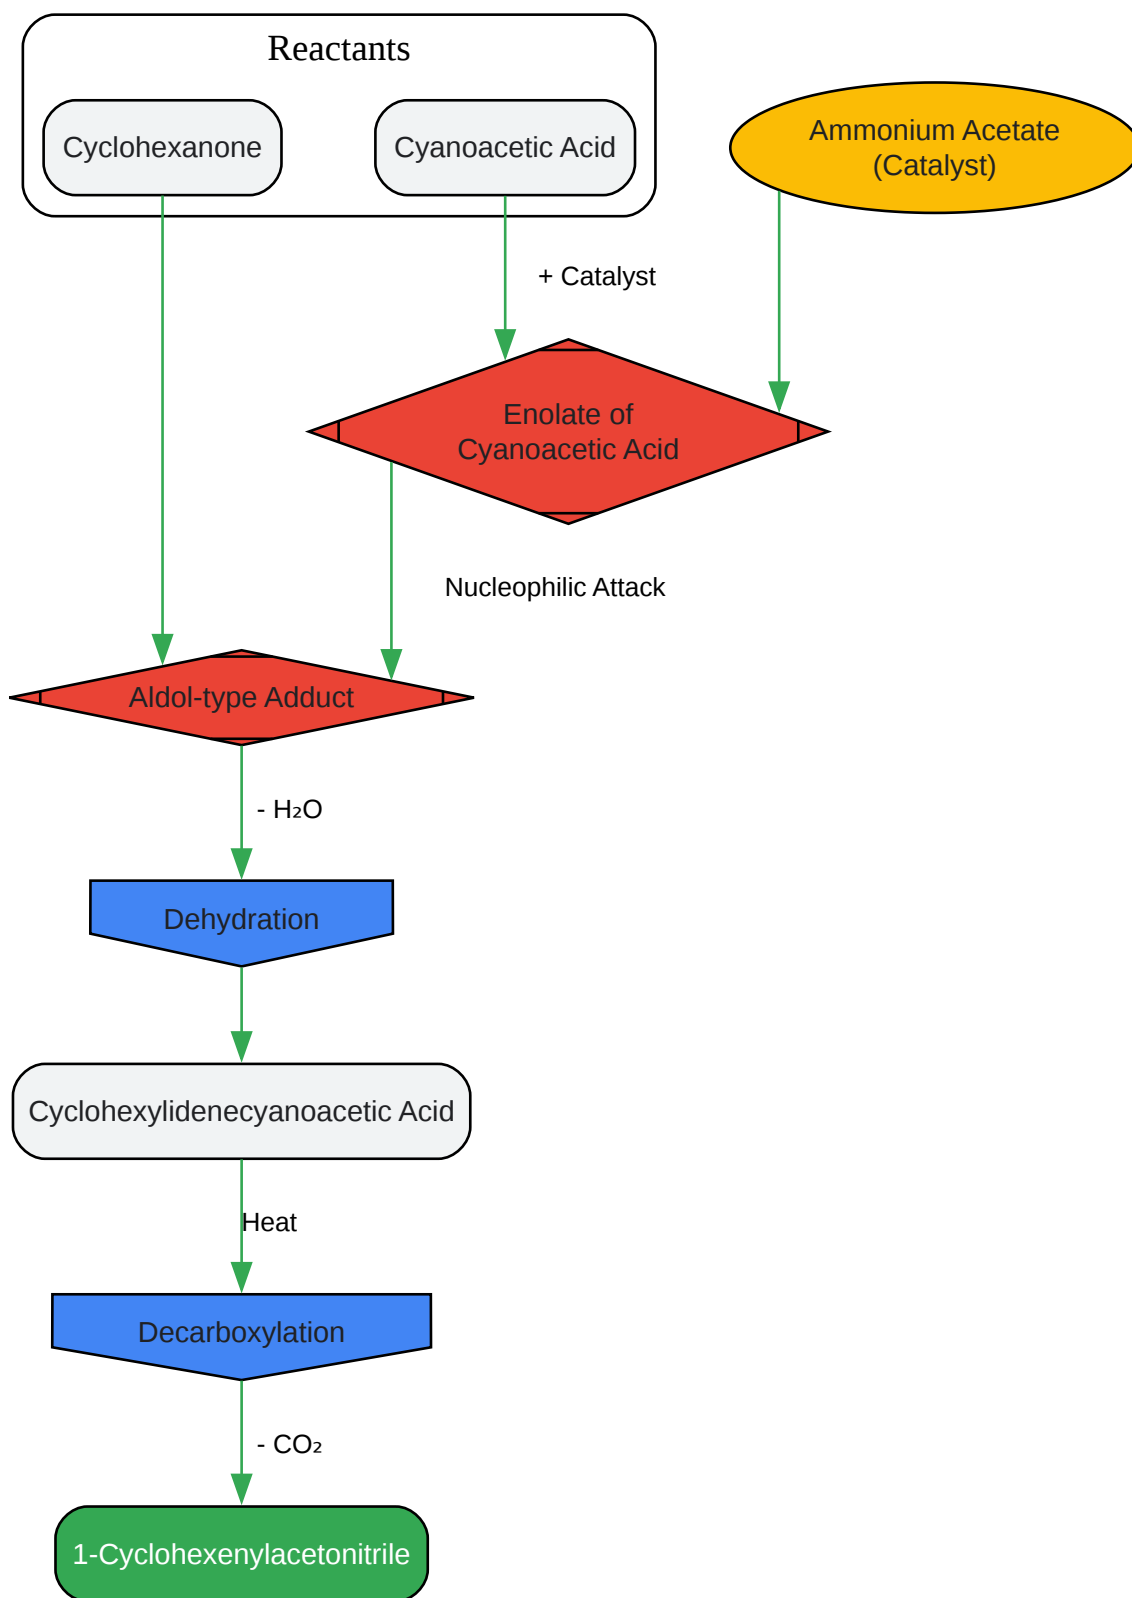 Reactants
Cyclohexanone
Cyanoacetic Acid
Ammonium Acetate
(Catalyst)
+ Catalyst
Enolate of
Cyanoacetic Acid
Nucleophilic Attack
Aldol-type Adduct
- H₂O
Dehydration
Cyclohexylidenecyanoacetic Acid
Heat
Decarboxylation
- CO₂
1-Cyclohexenylacetonitrile